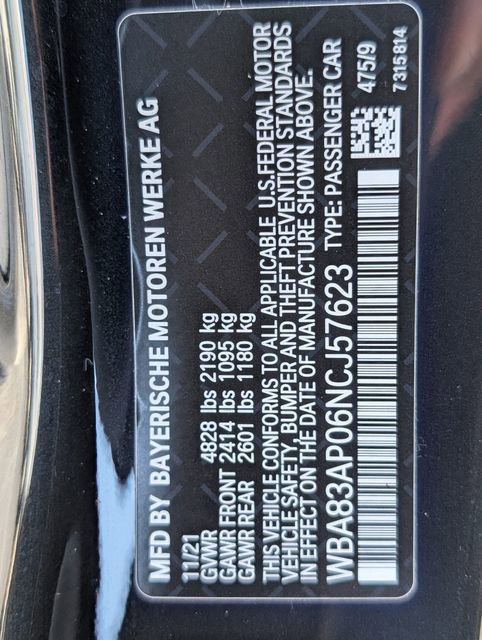 MFD BY BAYERISCHE MOTOREN WERKE AG
11/21
GVWR 4828 lbs 2190 kg
GAWR FRONT 2414 lbs 1095 kg
GAWR REAR 2601 lbs 1180 kg
THIS VEHICLE CONFORMS TO ALL APPLICABLE U.S.FEDERAL MOTOR
VEHICLE SAFETY, BUMPER AND THEFT PREVENTION STANDARDS
IN EFFECT ON THE DATE OF MANUFACTURE SHOWN ABOVE.
WBA83AP06NCJ57623 TYPE: PASSENGER CAR
475/9
7 315 814